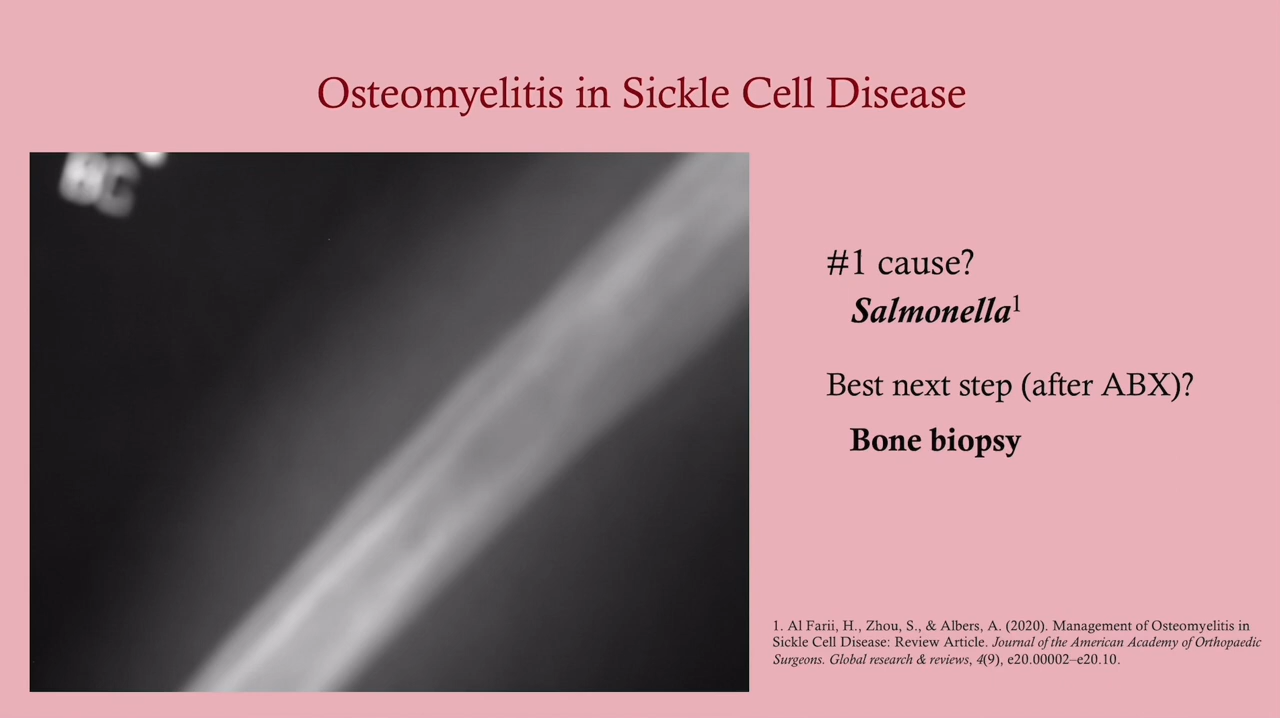 Osteomyelitis in Sickle Cell Disease
#1 cause?
Salmonella¹
Best next step (after ABX)?
Bone biopsy
1. Al Farii, H., Zhou, S., & Albers, A. (2020). Management of Osteomyelitis in
Sickle Cell Disease: Review Article. Journal of the American Academy of Orthopaedic
Surgeons. Global research & reviews, 4(9), e20.00002–e20.10.